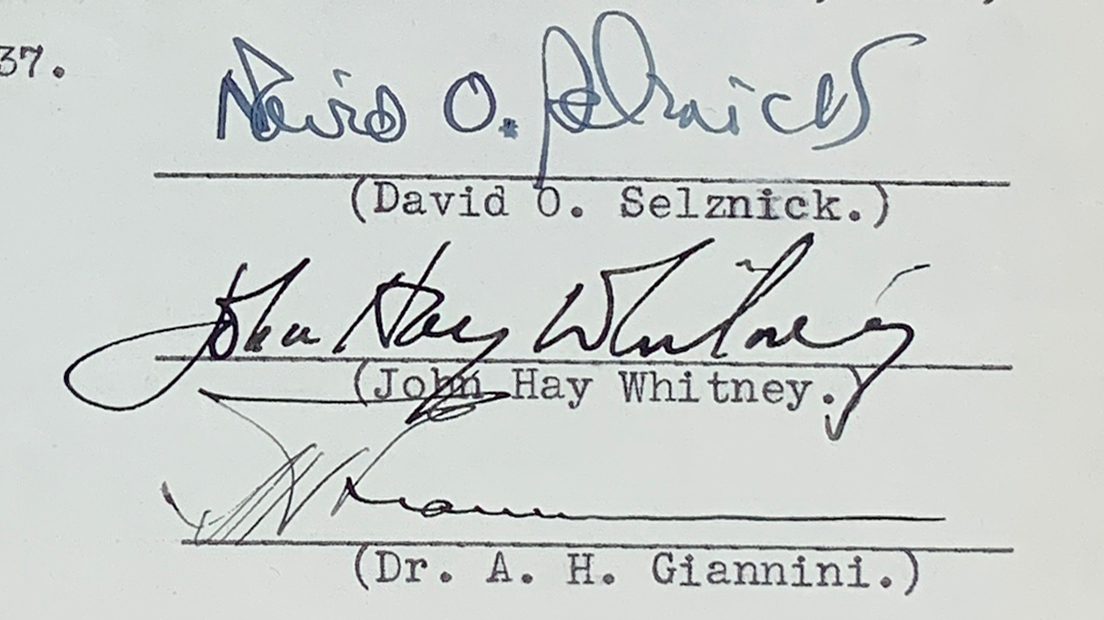 37.
David O. Selznick
(David O. Selznick.)
John Hay Whitney
(John Hay Whitney.)
(Dr. A. H. Giannini.)